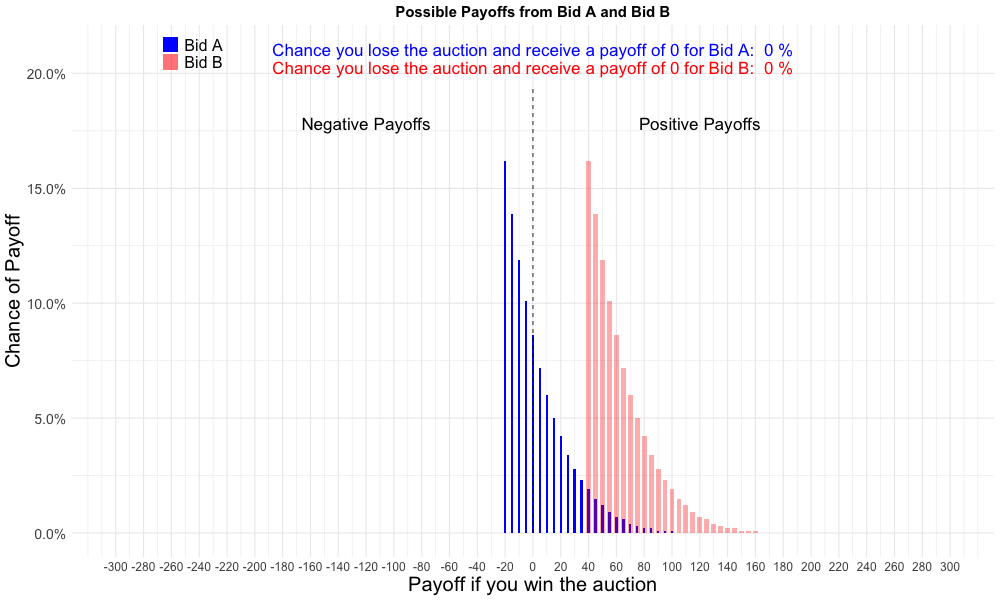 Possible Payoffs from Bid A and Bid B
Bid A
Bid B
Chance you lose the auction and receive a payoff of 0 for Bid A:  0 %
Chance you lose the auction and receive a payoff of 0 for Bid B:  0 %
Negative Payoffs
Positive Payoffs
Chance of Payoff
20.0%
15.0%
10.0%
5.0%
0.0%
-300 -280 -260 -240 -220 -200 -180 -160 -140 -120 -100 -80 -60 -40 -20 0 20 40 60 80 100 120 140 160 180 200 220 240 260 280 300
Payoff if you win the auction